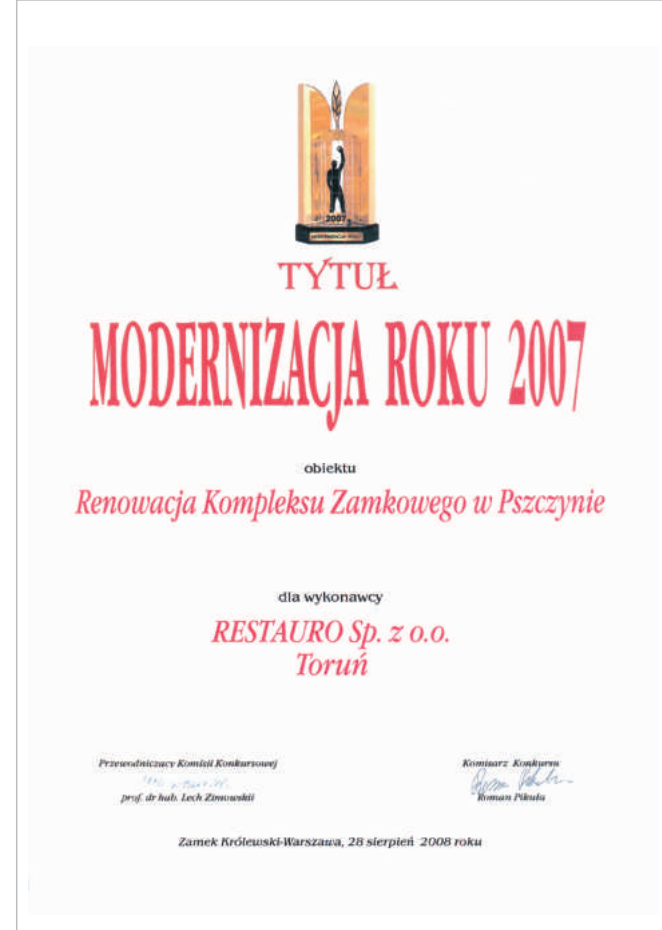 2007
TYTUŁ
MODERNIZACJA ROKU 2007
obiektu
Renowacja Kompleksu Zamkowego w Pszczynie
dla wykonawcy
RESTAURO Sp. z o.o.
Toruń
Przewodniczący Komisji Konkursowej
prof. dr hab. Lech Zimowskii
Komisarz Konkursu
Roman Pikuła
Zamek Królewski-Warszawa, 28 sierpień 2008 roku